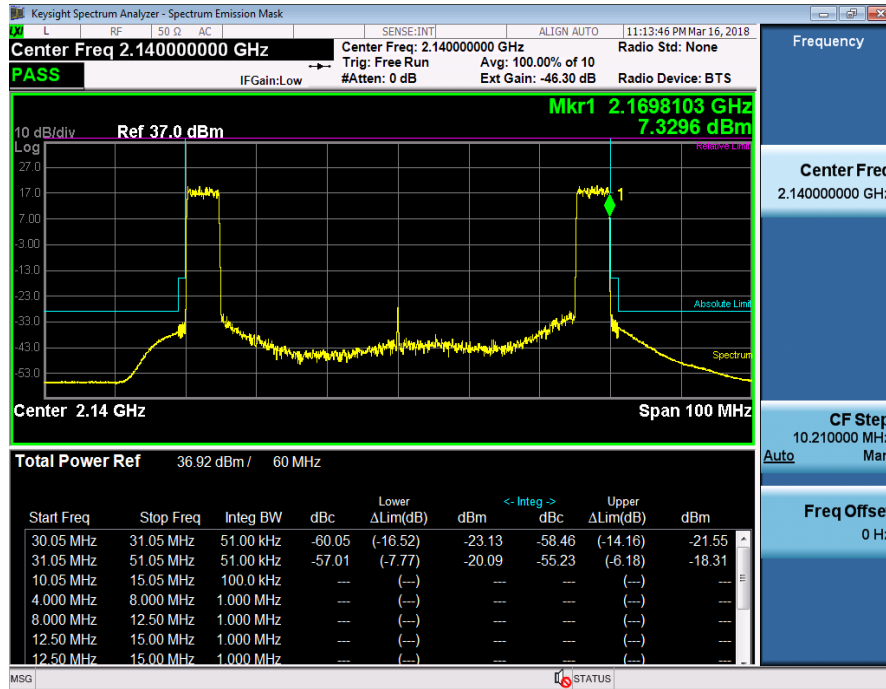 Keysight Spectrum Analyzer - Spectrum Emission Mask
LXI L RF 50 Ω AC SENSE:INT ALIGN AUTO 11:13:46 PM Mar 16, 2018
Center Freq 2.140000000 GHz
Center Freq: 2.140000000 GHz
Radio Std: None
Trig: Free Run Avg: 100.00% of 10
PASS
IFGain:Low
#Atten: 0 dB Ext Gain: -46.30 dB Radio Device: BTS
Mkr1 2.1698103 GHz
7.3296 dBm
10 dB/div Ref 37.0 dBm
Log
Relative Limit
27.0
17.0
1
7.00
-3.00
-13.0
-23.0
Absolute Limit
-33.0
-43.0
Spectrum
-53.0
Center 2.14 GHz Span 100 MHz
Total Power Ref 36.92 dBm / 60 MHz
Lower <- Integ -> Upper
Start Freq Stop Freq Integ BW dBc ΔLim(dB) dBm dBc ΔLim(dB) dBm
30.05 MHz 31.05 MHz 51.00 kHz -60.05 (-16.52) -23.13 -58.46 (-14.16) -21.55
31.05 MHz 51.05 MHz 51.00 kHz -57.01 (-7.77) -20.09 -55.23 (-6.18) -18.31
10.05 MHz 15.05 MHz 100.0 kHz --- (---) --- --- (---) ---
4.000 MHz 8.000 MHz 1.000 MHz --- (---) --- --- (---) ---
8.000 MHz 12.50 MHz 1.000 MHz --- (---) --- --- (---) ---
12.50 MHz 15.00 MHz 1.000 MHz --- (---) --- --- (---) ---
12.50 MHz 15.00 MHz 1.000 MHz --- (---) --- --- (---) ---
MSG STATUS
Frequency
Center Freq
2.140000000 GHz
CF Step
10.210000 MHz
Auto Man
Freq Offset
0 Hz